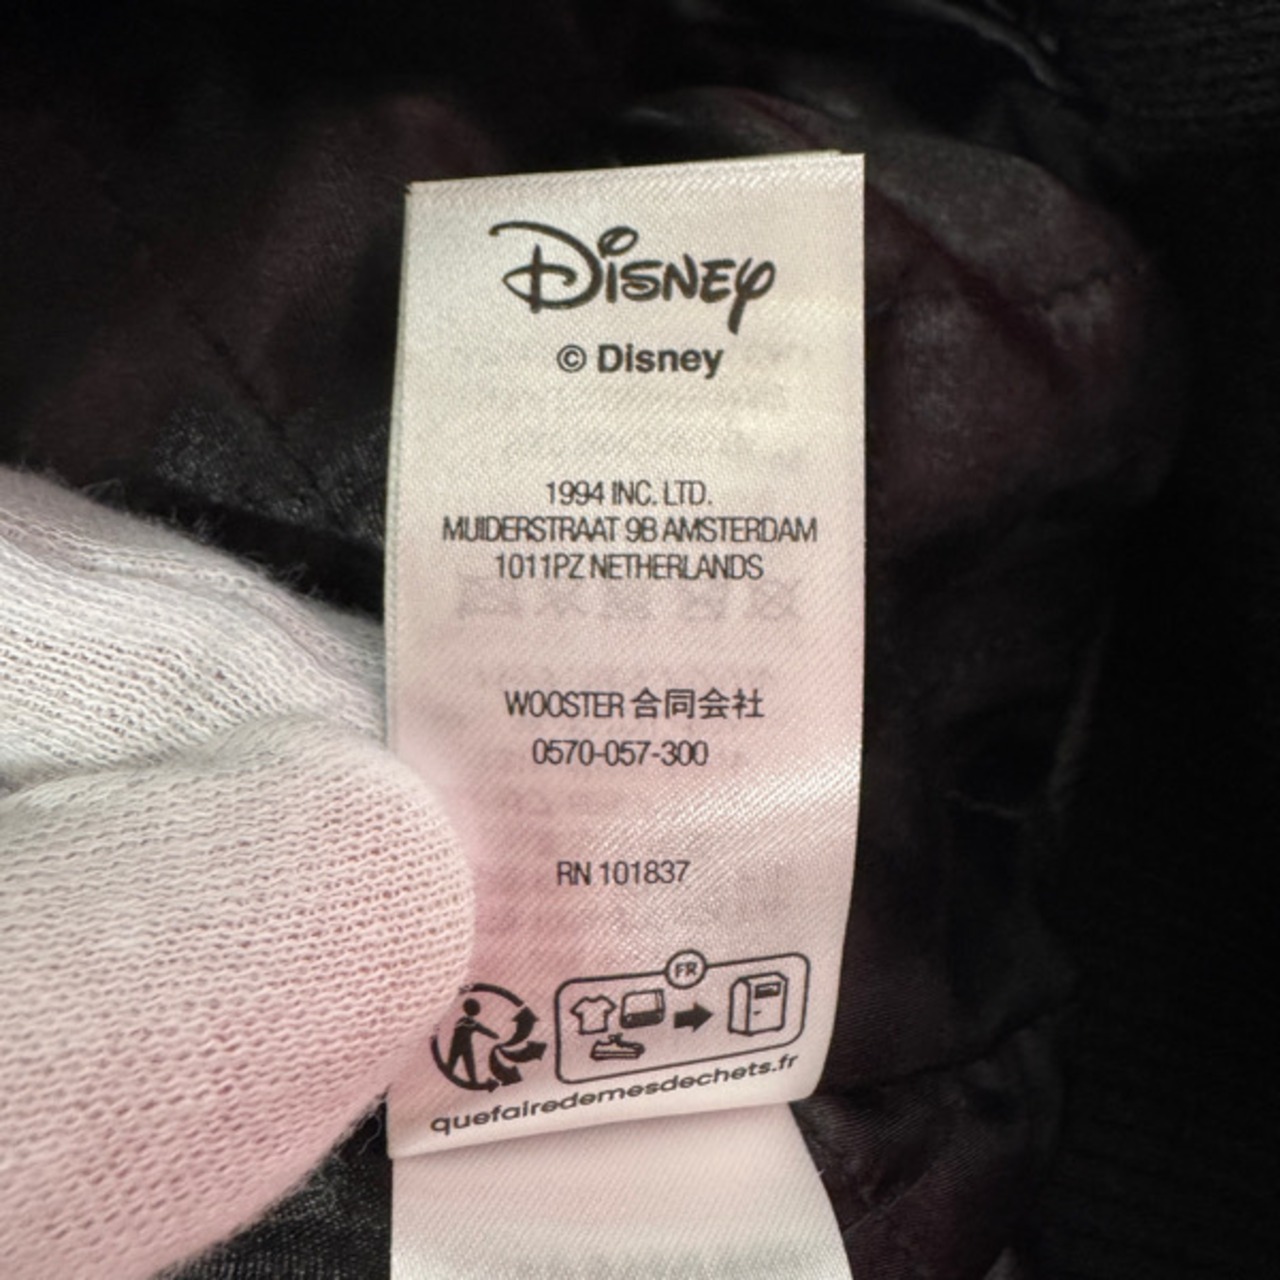 Disney
© Disney
1994 INC. LTD.
MUIDERSTRAAT 9B AMSTERDAM
1011PZ NETHERLANDS
WOOSTER 合同会社
0570-057-300
RN 101837
FR
quefairedemesdechets.fr